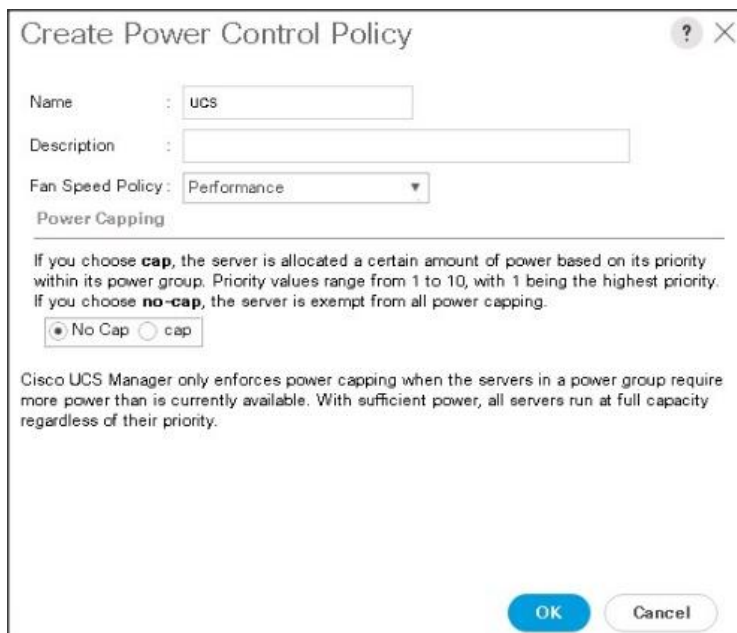 Create Power Control Policy ? ×
Name : ucs
Description :
Fan Speed Policy : Performance ▼
Power Capping
If you choose cap, the server is allocated a certain amount of power based on its priority
within its power group. Priority values range from 1 to 10, with 1 being the highest priority.
If you choose no-cap, the server is exempt from all power capping.
No Cap cap
Cisco UCS Manager only enforces power capping when the servers in a power group require
more power than is currently available. With sufficient power, all servers run at full capacity
regardless of their priority.
OK Cancel